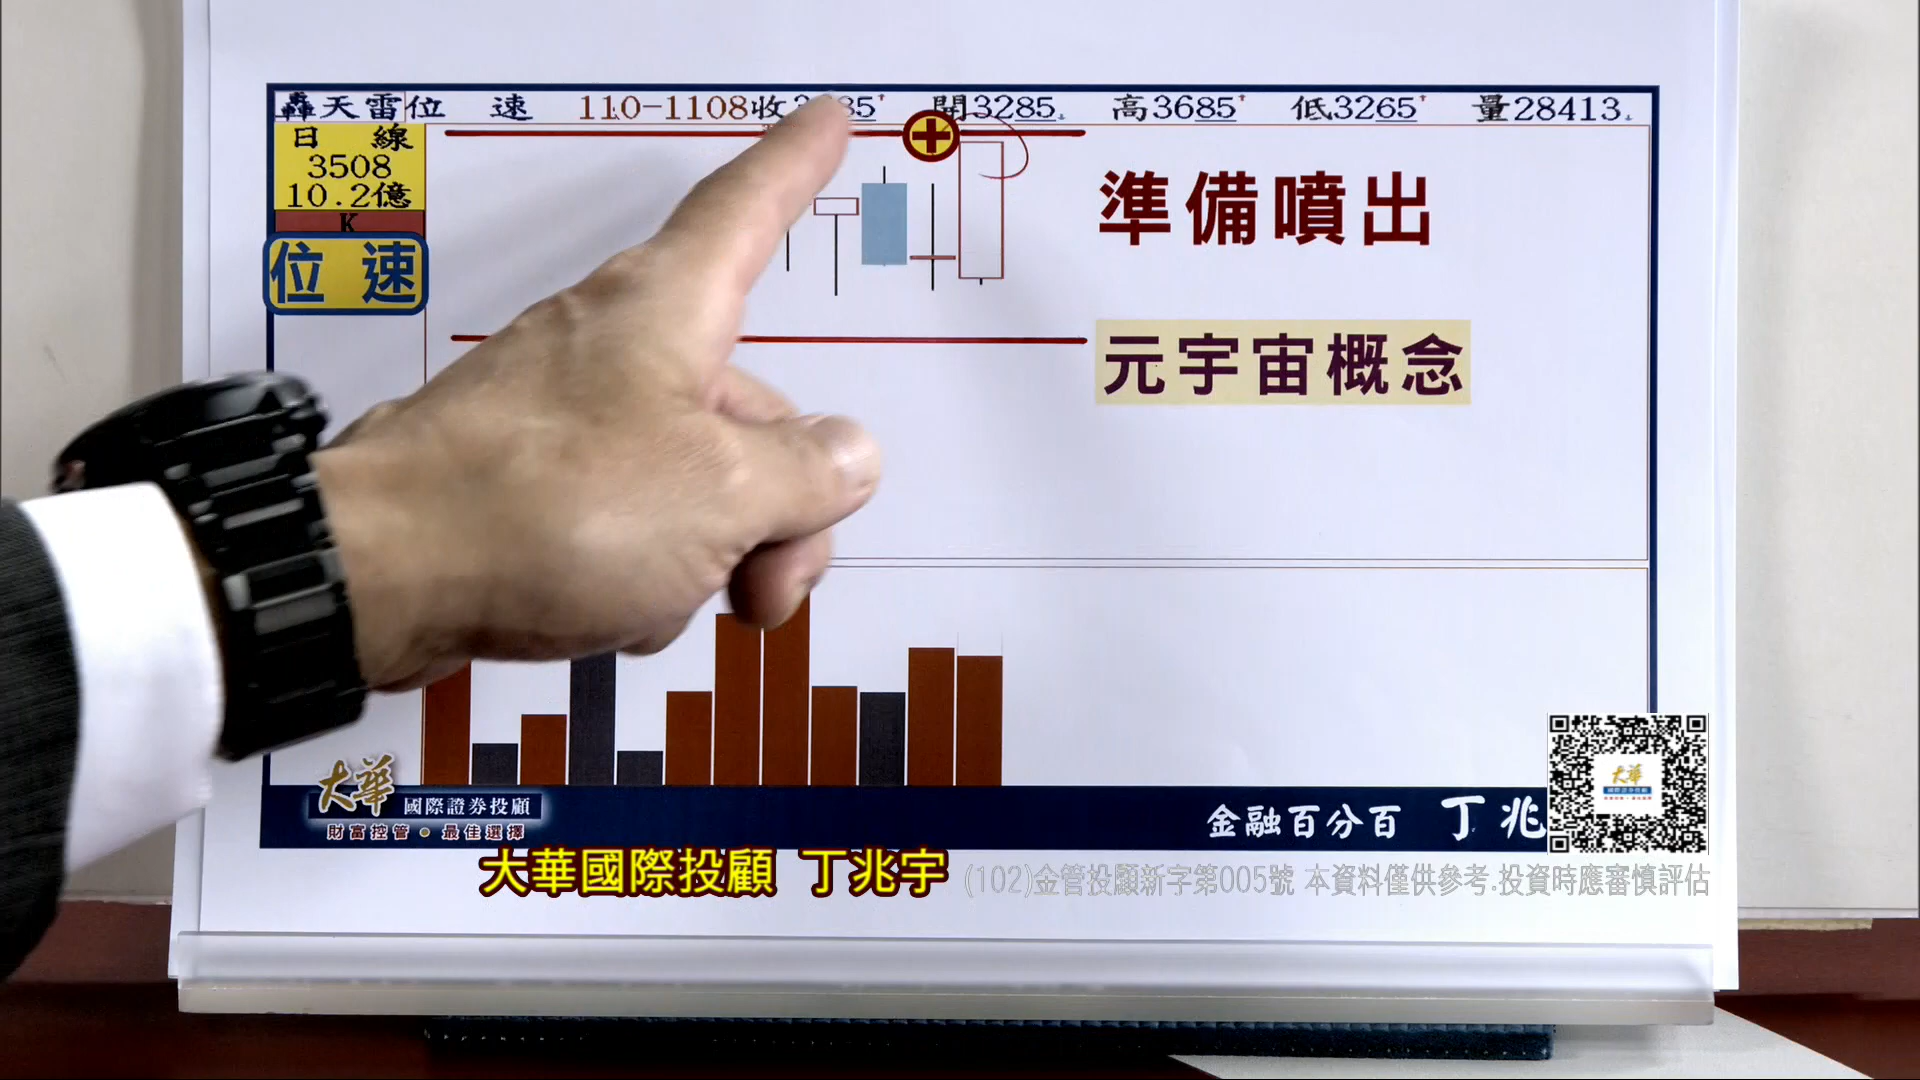 轟天雷位 速 110-1108收 85 開3285 高3685 低3265 量28413
日 線
3508
10.2億
K
位 速
準備噴出
元宇宙概念
大華 國際證券投顧
財富控管 • 最佳選擇
金融百分百 丁兆
大華
大華國際投顧 丁兆宇 (102)金管投顧新字第005號 本資料僅供參考.投資時應審慎評估